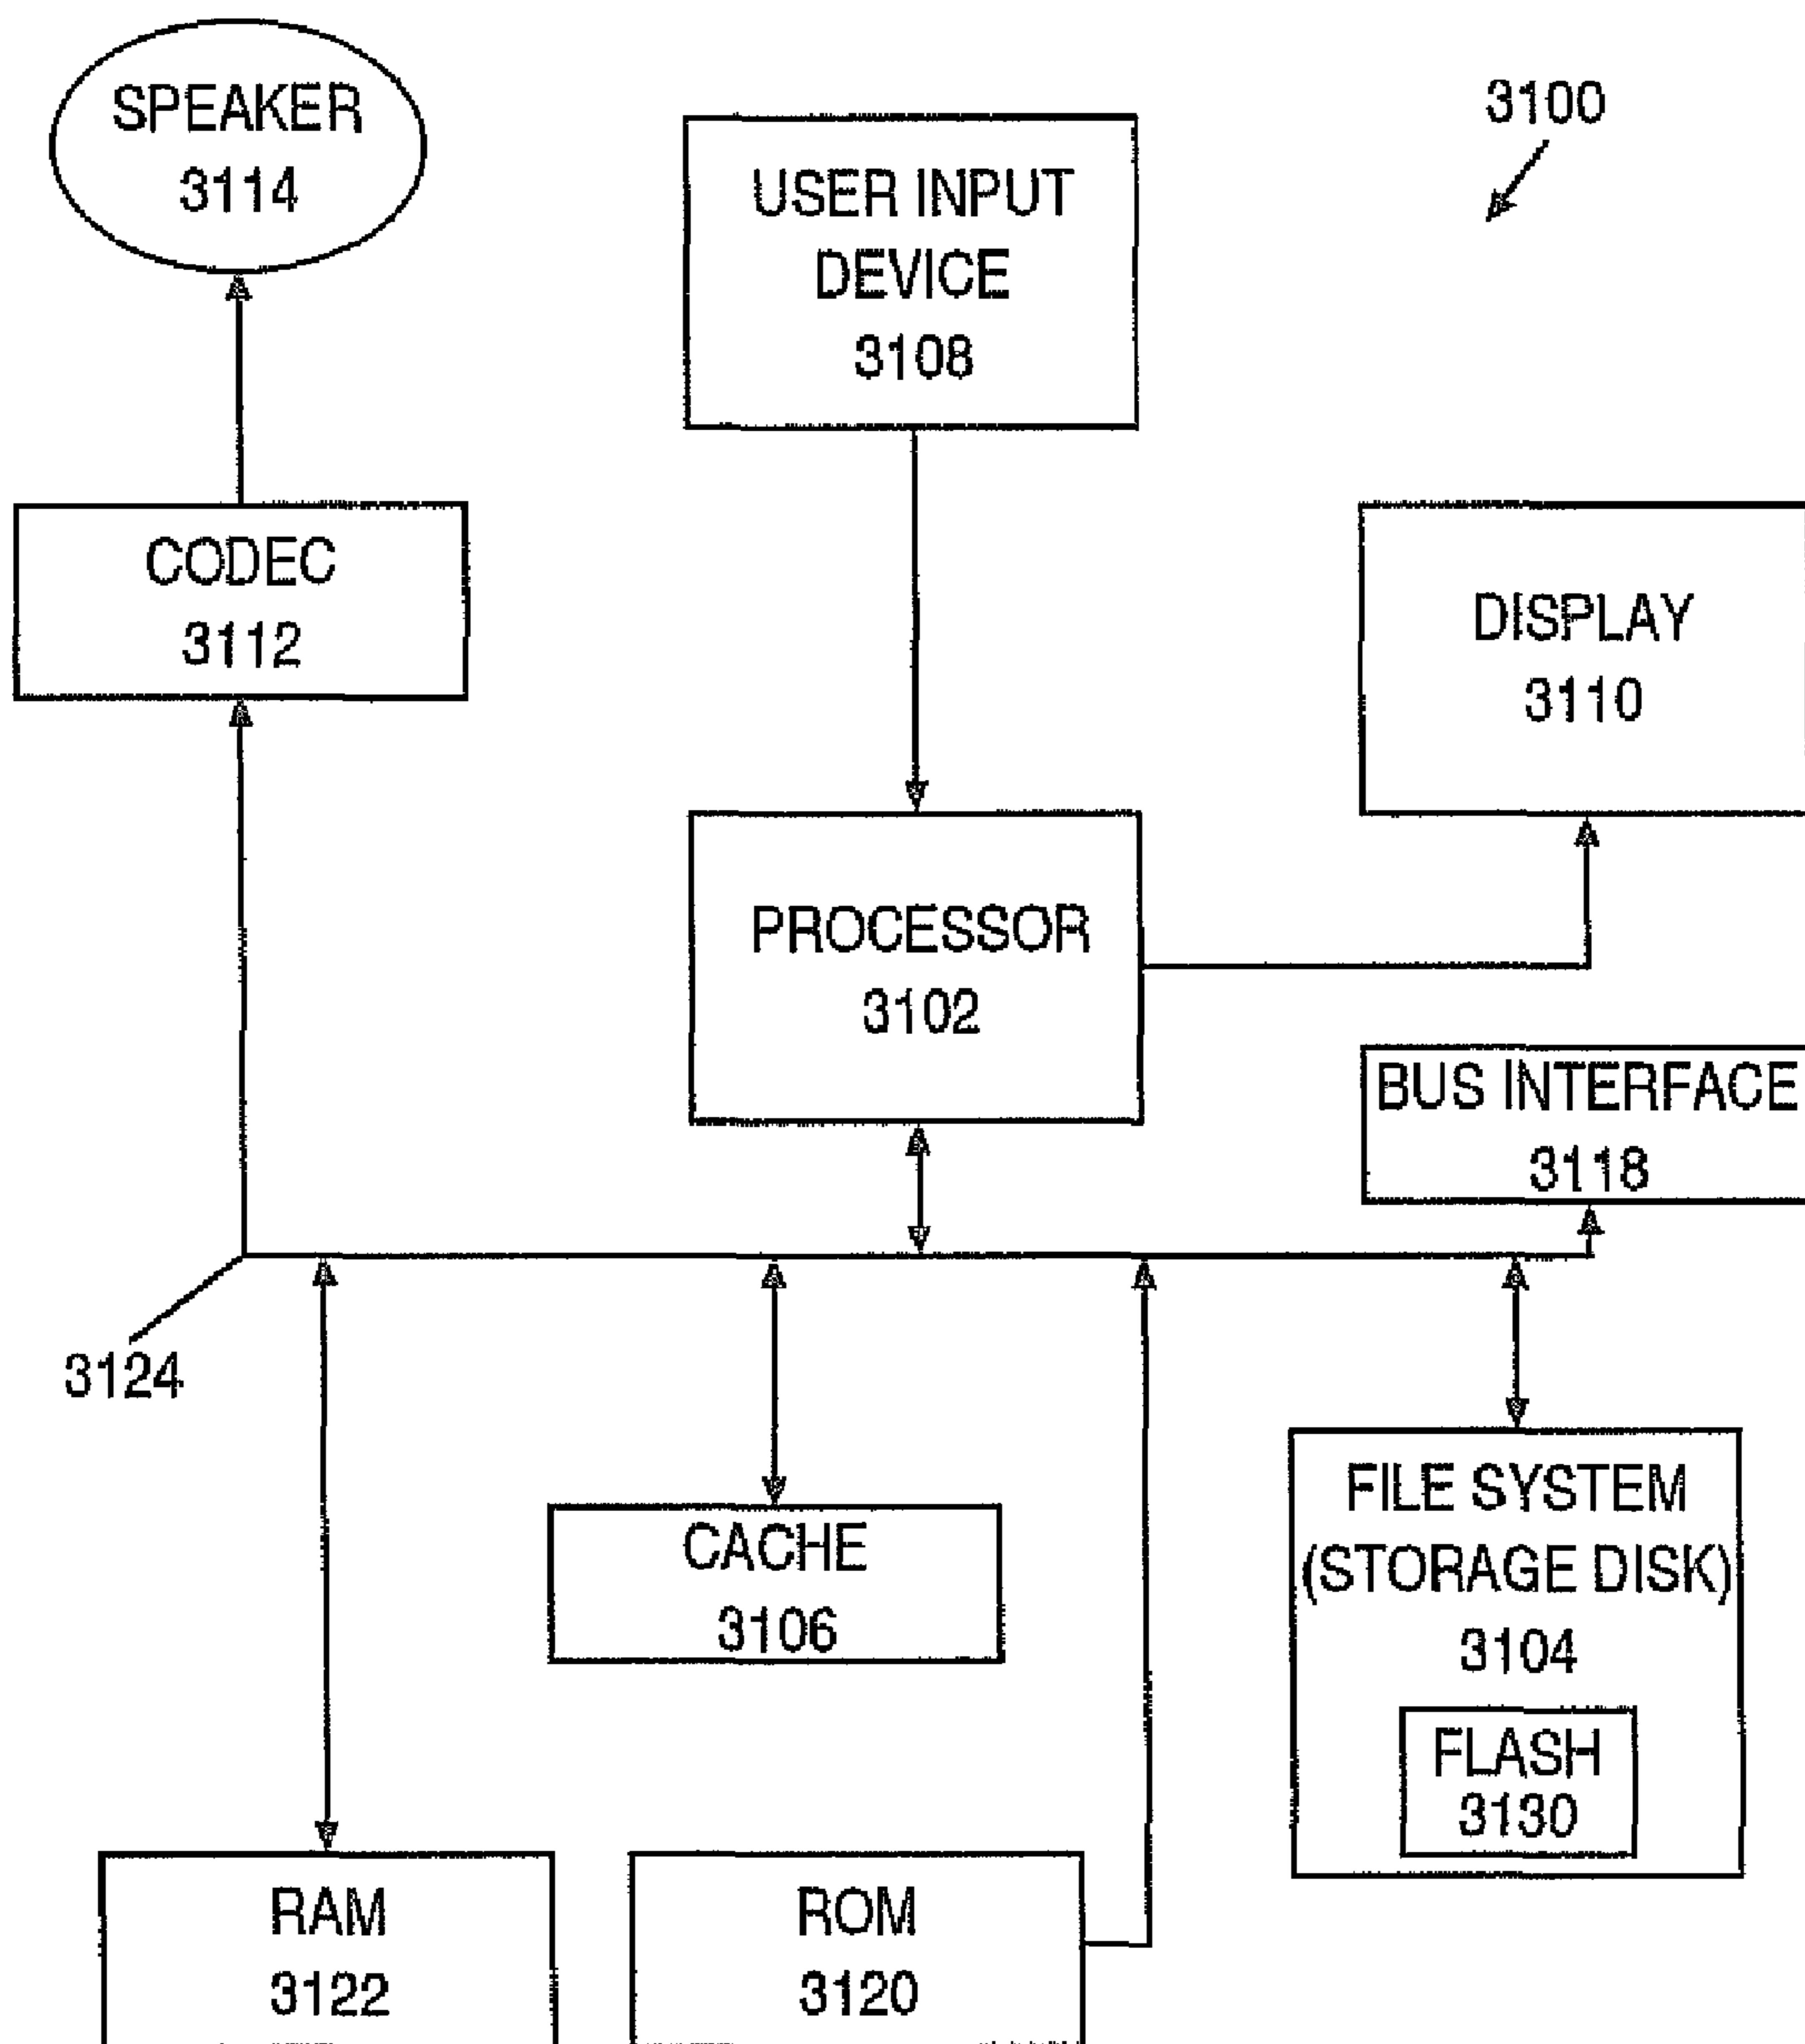 SPEAKER
3114
3100
USER INPUT
DEVICE
3108
CODEC
3112
DISPLAY
3110
PROCESSOR
3102
BUS INTERFACE
3118
3124
CACHE
3106
FILE SYSTEM
(STORAGE DISK)
3104
FLASH
3130
RAM
3122
ROM
3120